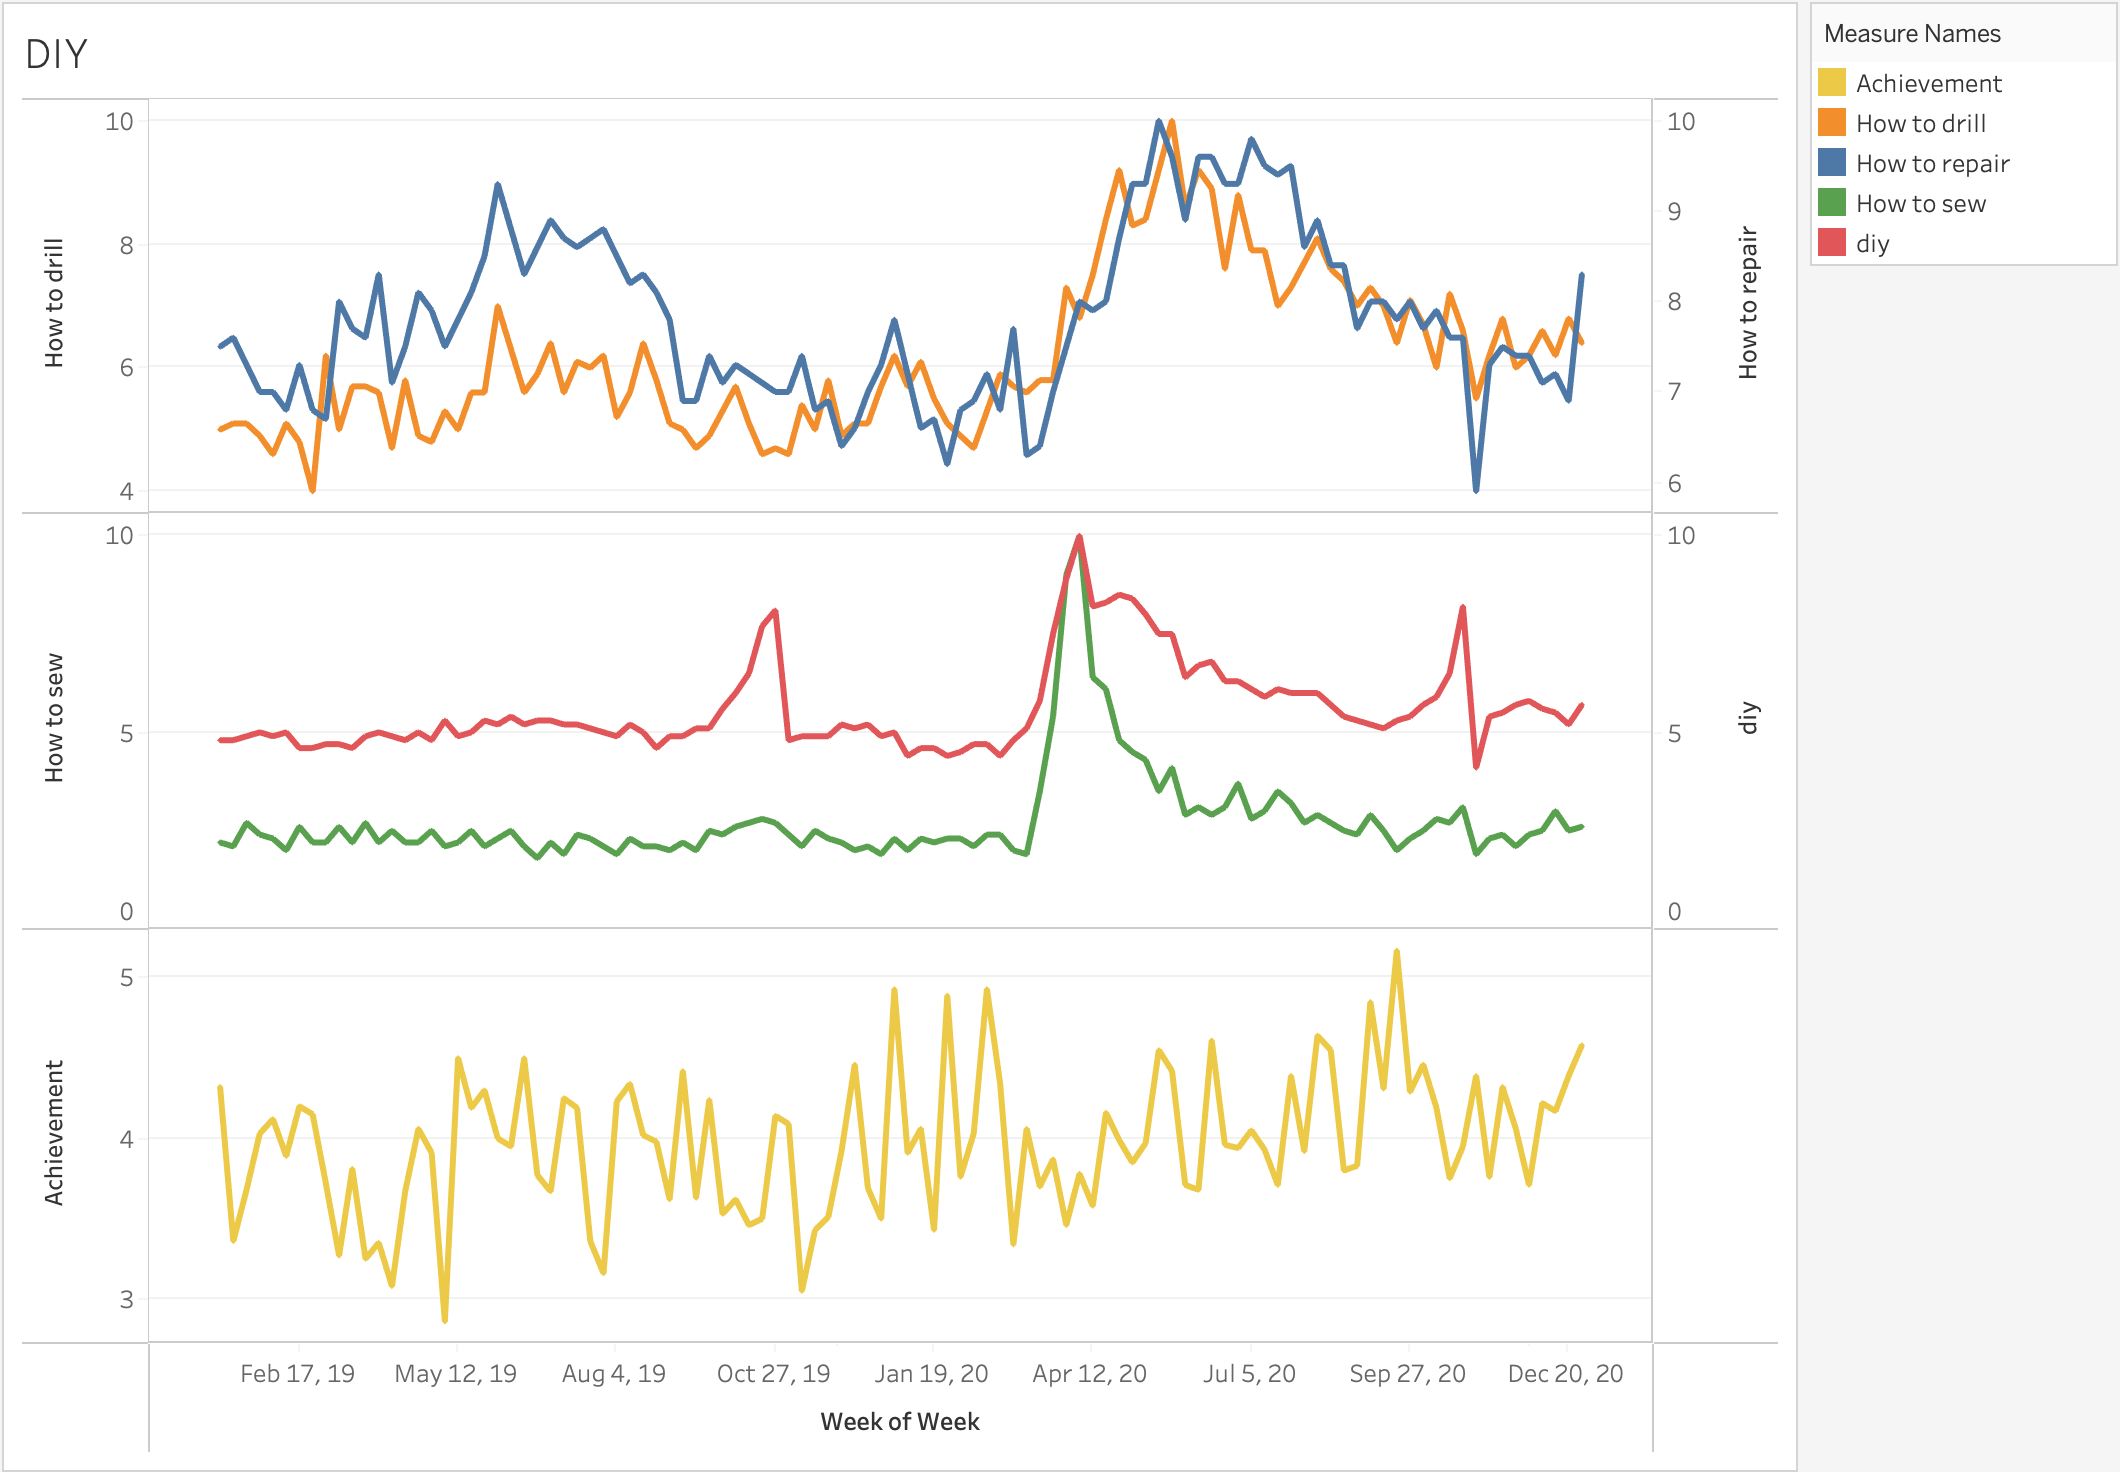 DIY
Measure Names
Achievement
How to drill
How to repair
How to sew
diy
How to drill
10
8
6
4
10
9
8
7
6
How to repair
How to sew
10
5
0
10
5
0
diy
Achievement
5
4
3
Feb 17, 19 May 12, 19 Aug 4, 19 Oct 27, 19 Jan 19, 20 Apr 12, 20 Jul 5, 20 Sep 27, 20 Dec 20, 20
Week of Week